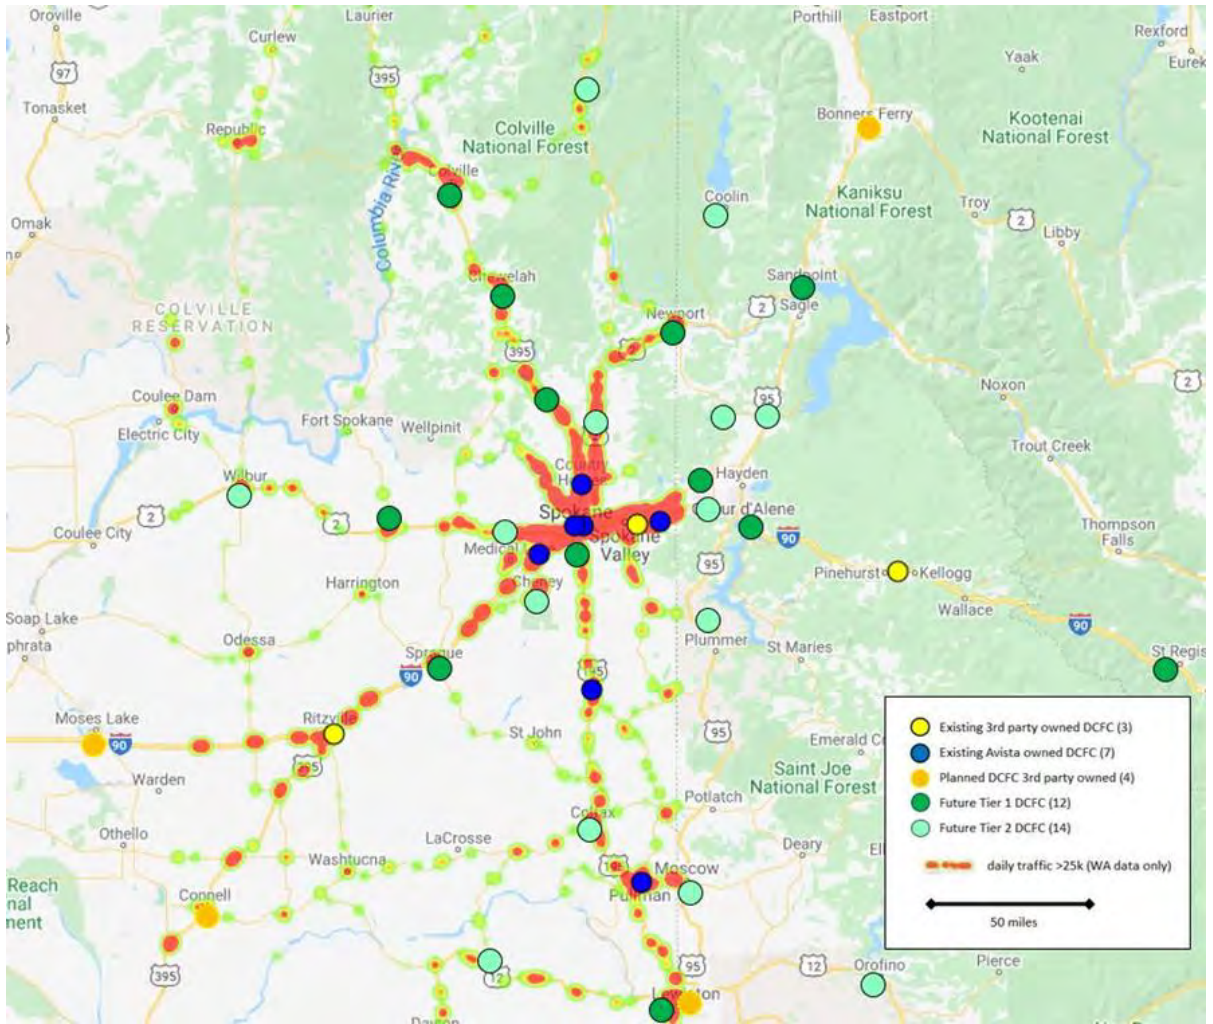 Oroville
Laurier
Porthill
Eastport
Curlew
Rexford
Yaak
97
395
Tonasket
Republic
Bonners Ferry
Colville
National Forest
Kootenai
National Forest
Colville
Coolin
Kaniksu
National Forest
Troy
2
Omak
Libby
Columbia Riv
Chewelah
Sandpoint
Sagle
COLVILLE
RESERVATION
Newport
2
395
2
Noxon
Coulee Dam
Electric City
Fort Spokane
Wellpinit
95
Trout Creek
Country
Wilbur
Hayden
2
2
Spokane
d'Alene
Coulee City
Medical
Spokane
Valley
90
Thompson
Falls
95
Harrington
Cheney
Pinehurst
Kellogg
Wallace
Soap Lake
phrata
Odessa
Plummer
St Maries
90
Sprague
90
St Regis
195
Moses Lake
90
Ritzville
St John
95
Emerald C
395
Warden
Saint Joe
National Forest
Othello
LaCrosse
Colfax
Potlatch
Deary
El
Washtucna
195
Moscow
Pullman
Reach
nal
ment
Connell
395
12
95
12
Orofino
Pierce
Lewiston
Existing 3rd party owned DCFC (3)
Existing Avista owned DCFC (7)
Planned DCFC 3rd party owned (4)
Future Tier 1 DCFC (12)
Future Tier 2 DCFC (14)
daily traffic >25k (WA data only)
50 miles